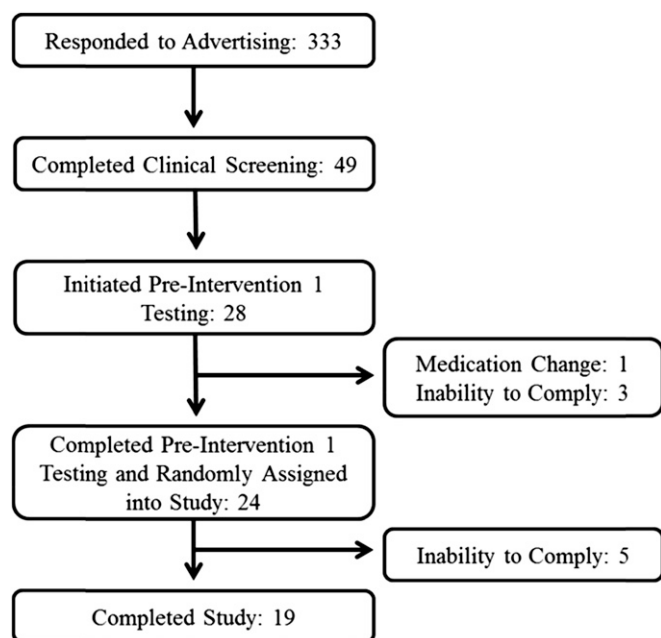 Responded to Advertising: 333
Completed Clinical Screening: 49
Initiated Pre-Intervention 1
Testing: 28
Medication Change: 1
Inability to Comply: 3
Completed Pre-Intervention 1
Testing and Randomly Assigned
into Study: 24
Inability to Comply: 5
Completed Study: 19